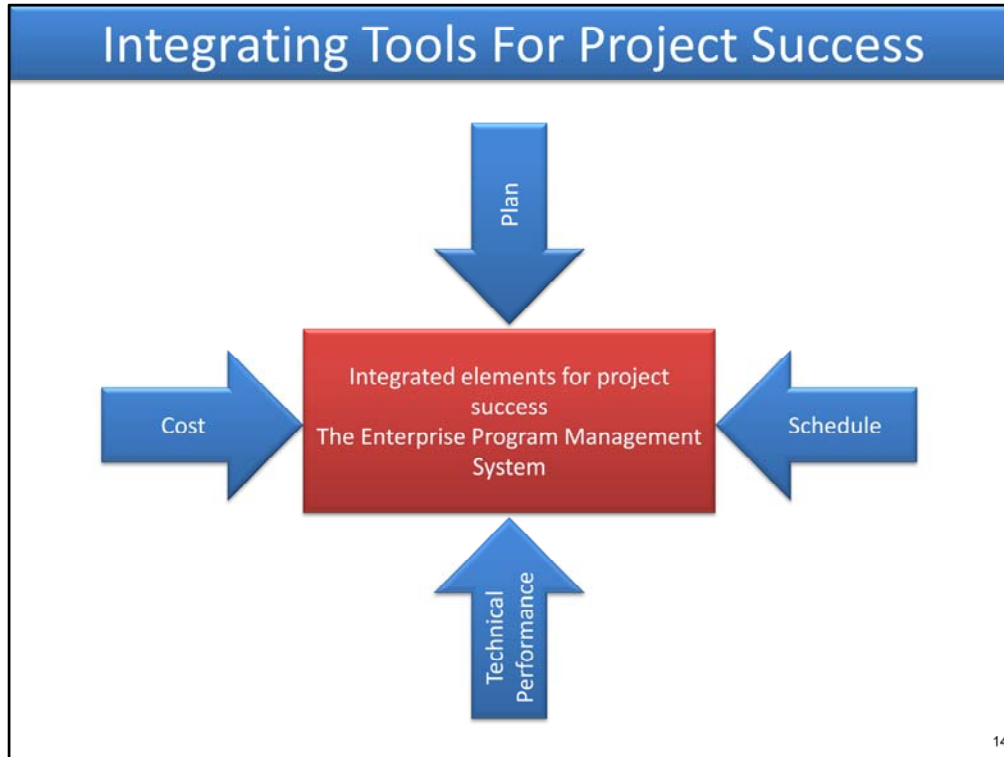 Integrating Tools For Project Success
Plan
Cost
Integrated elements for project
success
The Enterprise Program Management
System
Schedule
Technical
Performance
14